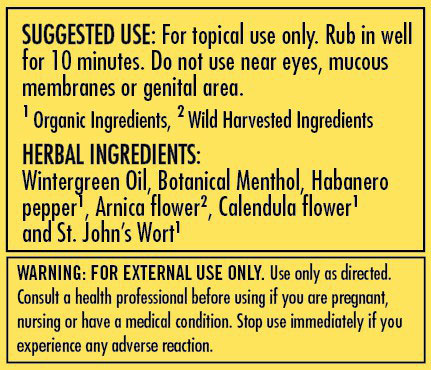 SUGGESTED USE: For topical use only. Rub in well
for 10 minutes. Do not use near eyes, mucous
membranes or genital area.
¹ Organic Ingredients, ² Wild Harvested Ingredients
HERBAL INGREDIENTS:
Wintergreen Oil, Botanical Menthol, Habanero
pepper¹, Arnica flower², Calendula flower¹
and St. John's Wort¹
WARNING: FOR EXTERNAL USE ONLY. Use only as directed.
Consult a health professional before using if you are pregnant,
nursing or have a medical condition. Stop use immediately if you
experience any adverse reaction.